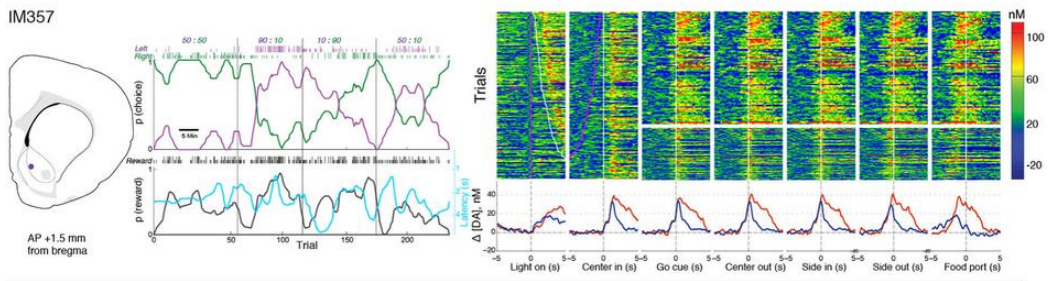 IM357
50 : 50 90 : 10 10 : 90 50 : 10
Left
Right
1
p (choice)
5 Min
0
Reward
1
p (reward)
0
Latency (s)
4
0 50 100 150 200
Trial
AP +1.5 mm
from bregma
Trials
nM
100
60
20
-20
Δ [DA], nM
40
20
0
-20
-5 0 5
Light on (s) Center in (s) Go cue (s) Center out (s) Side in (s) Side out (s) Food port (s)